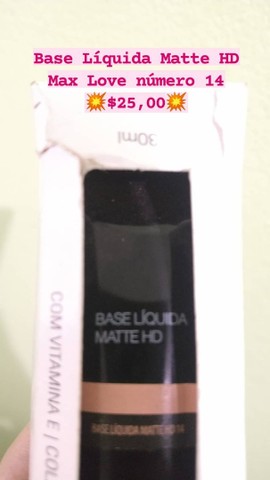 Base Líquida Matte HD
Max Love número 14
💥$25,00💥
30ml
BASE LÍQUIDA
MATTE HD
BASE LÍQUIDA MATTE HD 14
COM VITAMINA E | COL